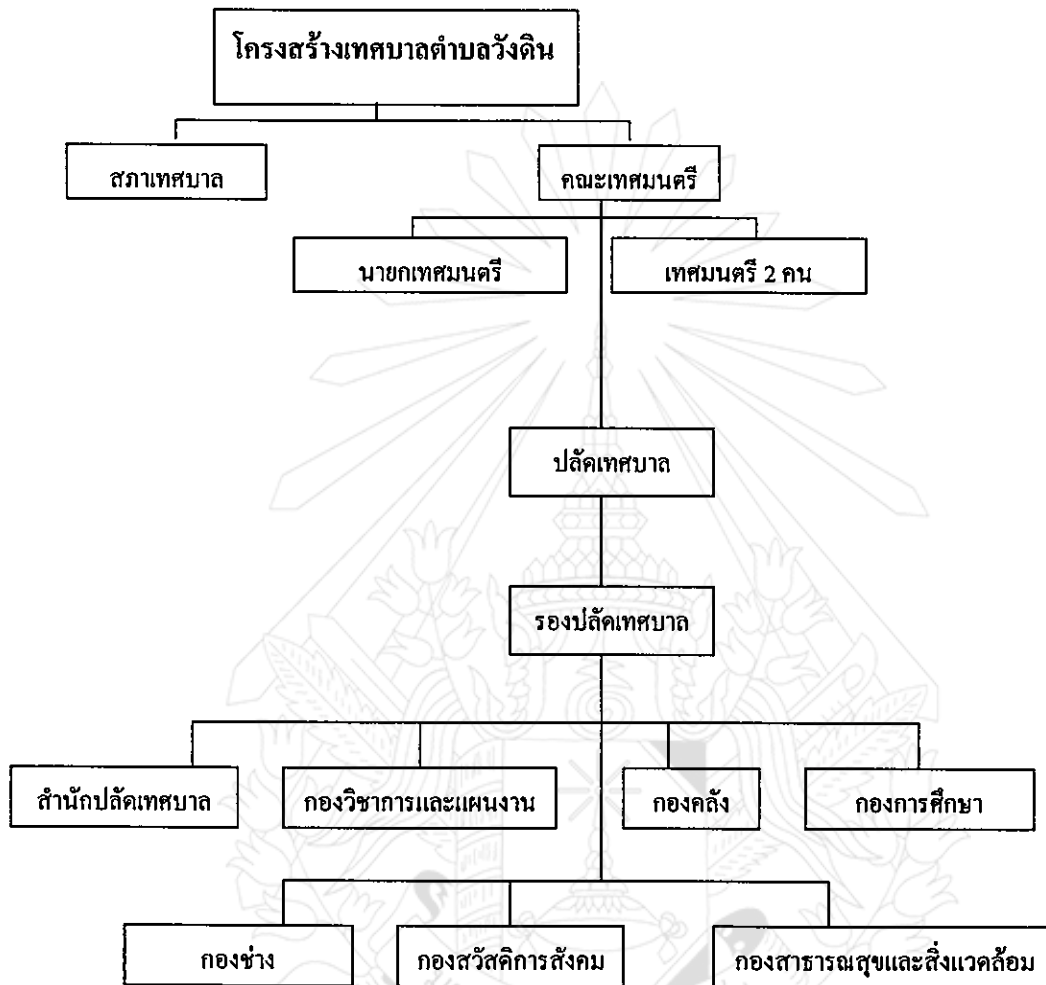 โครงสร้างเทศบาลตำบลวังดิน
สภาเทศบาล
คณะเทศมนตรี
นายกเทศมนตรี
เทศมนตรี 2 คน
ปลัดเทศบาล
รองปลัดเทศบาล
สำนักปลัดเทศบาล
กองวิชาการและแผนงาน
กองคลัง
กองการศึกษา
กองช่าง
กองสวัสดิการสังคม
กองสาธารณสุขและสิ่งแวดล้อม